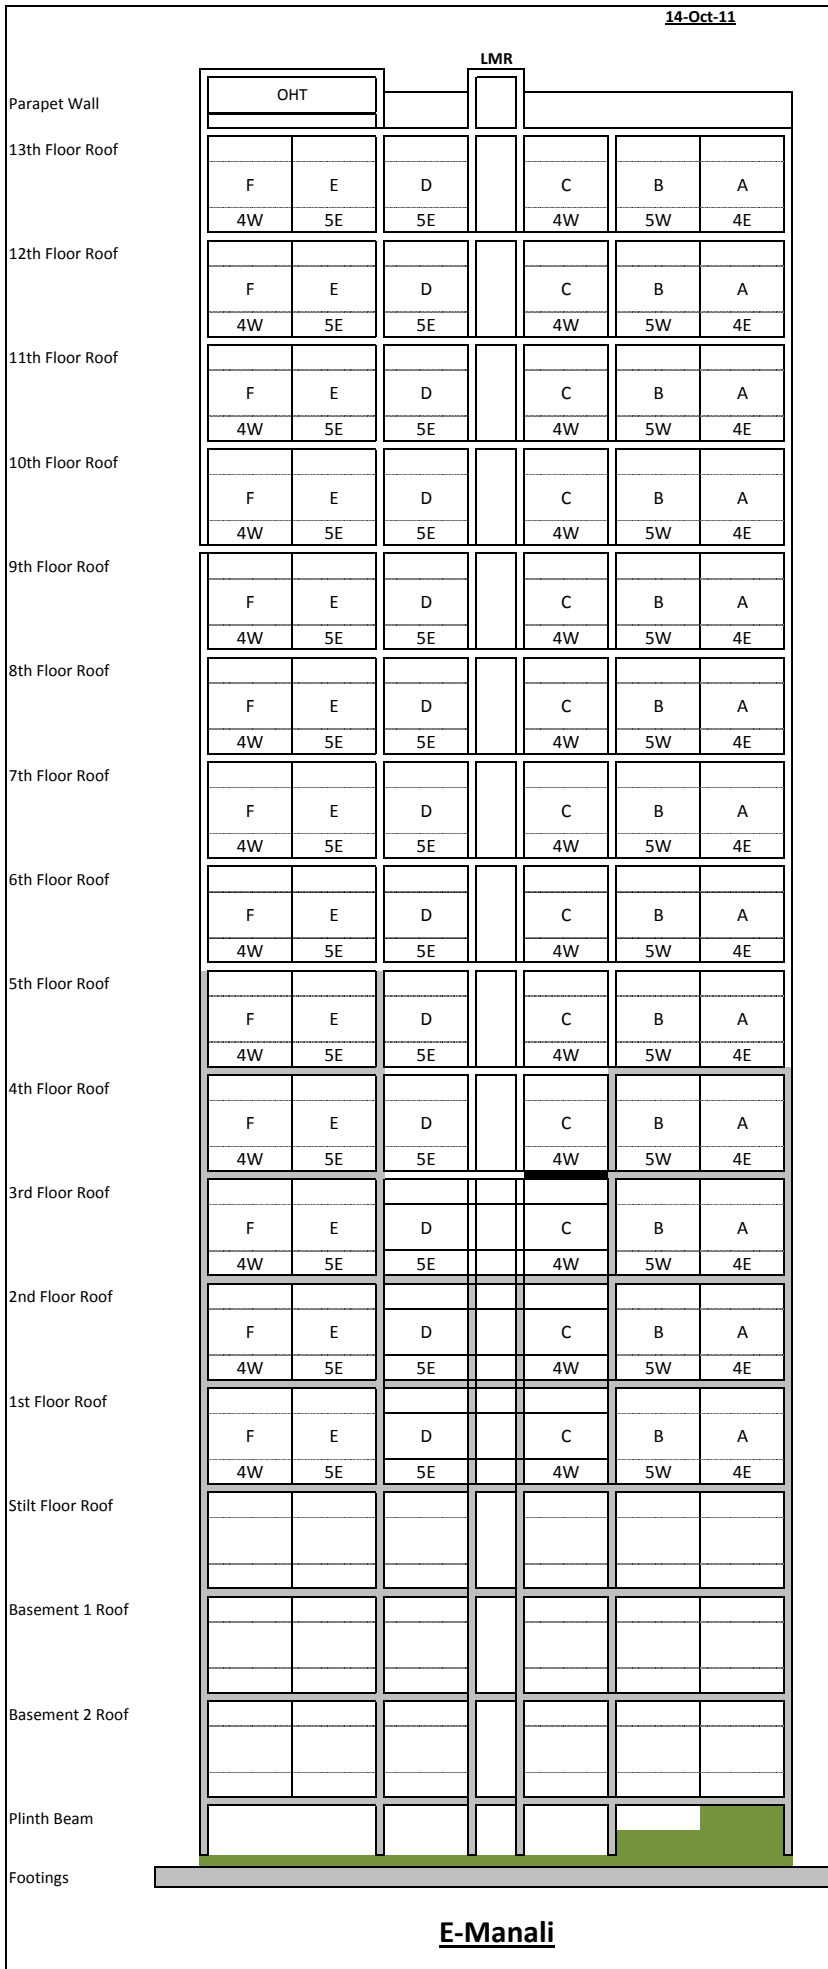 14-Oct-11
LMR
OHT
Parapet Wall
13th Floor Roof
F E D C B A
4W 5E 5E 4W 5W 4E
12th Floor Roof
F E D C B A
4W 5E 5E 4W 5W 4E
11th Floor Roof
F E D C B A
4W 5E 5E 4W 5W 4E
10th Floor Roof
F E D C B A
4W 5E 5E 4W 5W 4E
9th Floor Roof
F E D C B A
4W 5E 5E 4W 5W 4E
8th Floor Roof
F E D C B A
4W 5E 5E 4W 5W 4E
7th Floor Roof
F E D C B A
4W 5E 5E 4W 5W 4E
6th Floor Roof
F E D C B A
4W 5E 5E 4W 5W 4E
5th Floor Roof
F E D C B A
4W 5E 5E 4W 5W 4E
4th Floor Roof
F E D C B A
4W 5E 5E 4W 5W 4E
3rd Floor Roof
F E D C B A
4W 5E 5E 4W 5W 4E
2nd Floor Roof
F E D C B A
4W 5E 5E 4W 5W 4E
1st Floor Roof
F E D C B A
4W 5E 5E 4W 5W 4E
Stilt Floor Roof
Basement 1 Roof
Basement 2 Roof
Plinth Beam
Footings
E-Manali